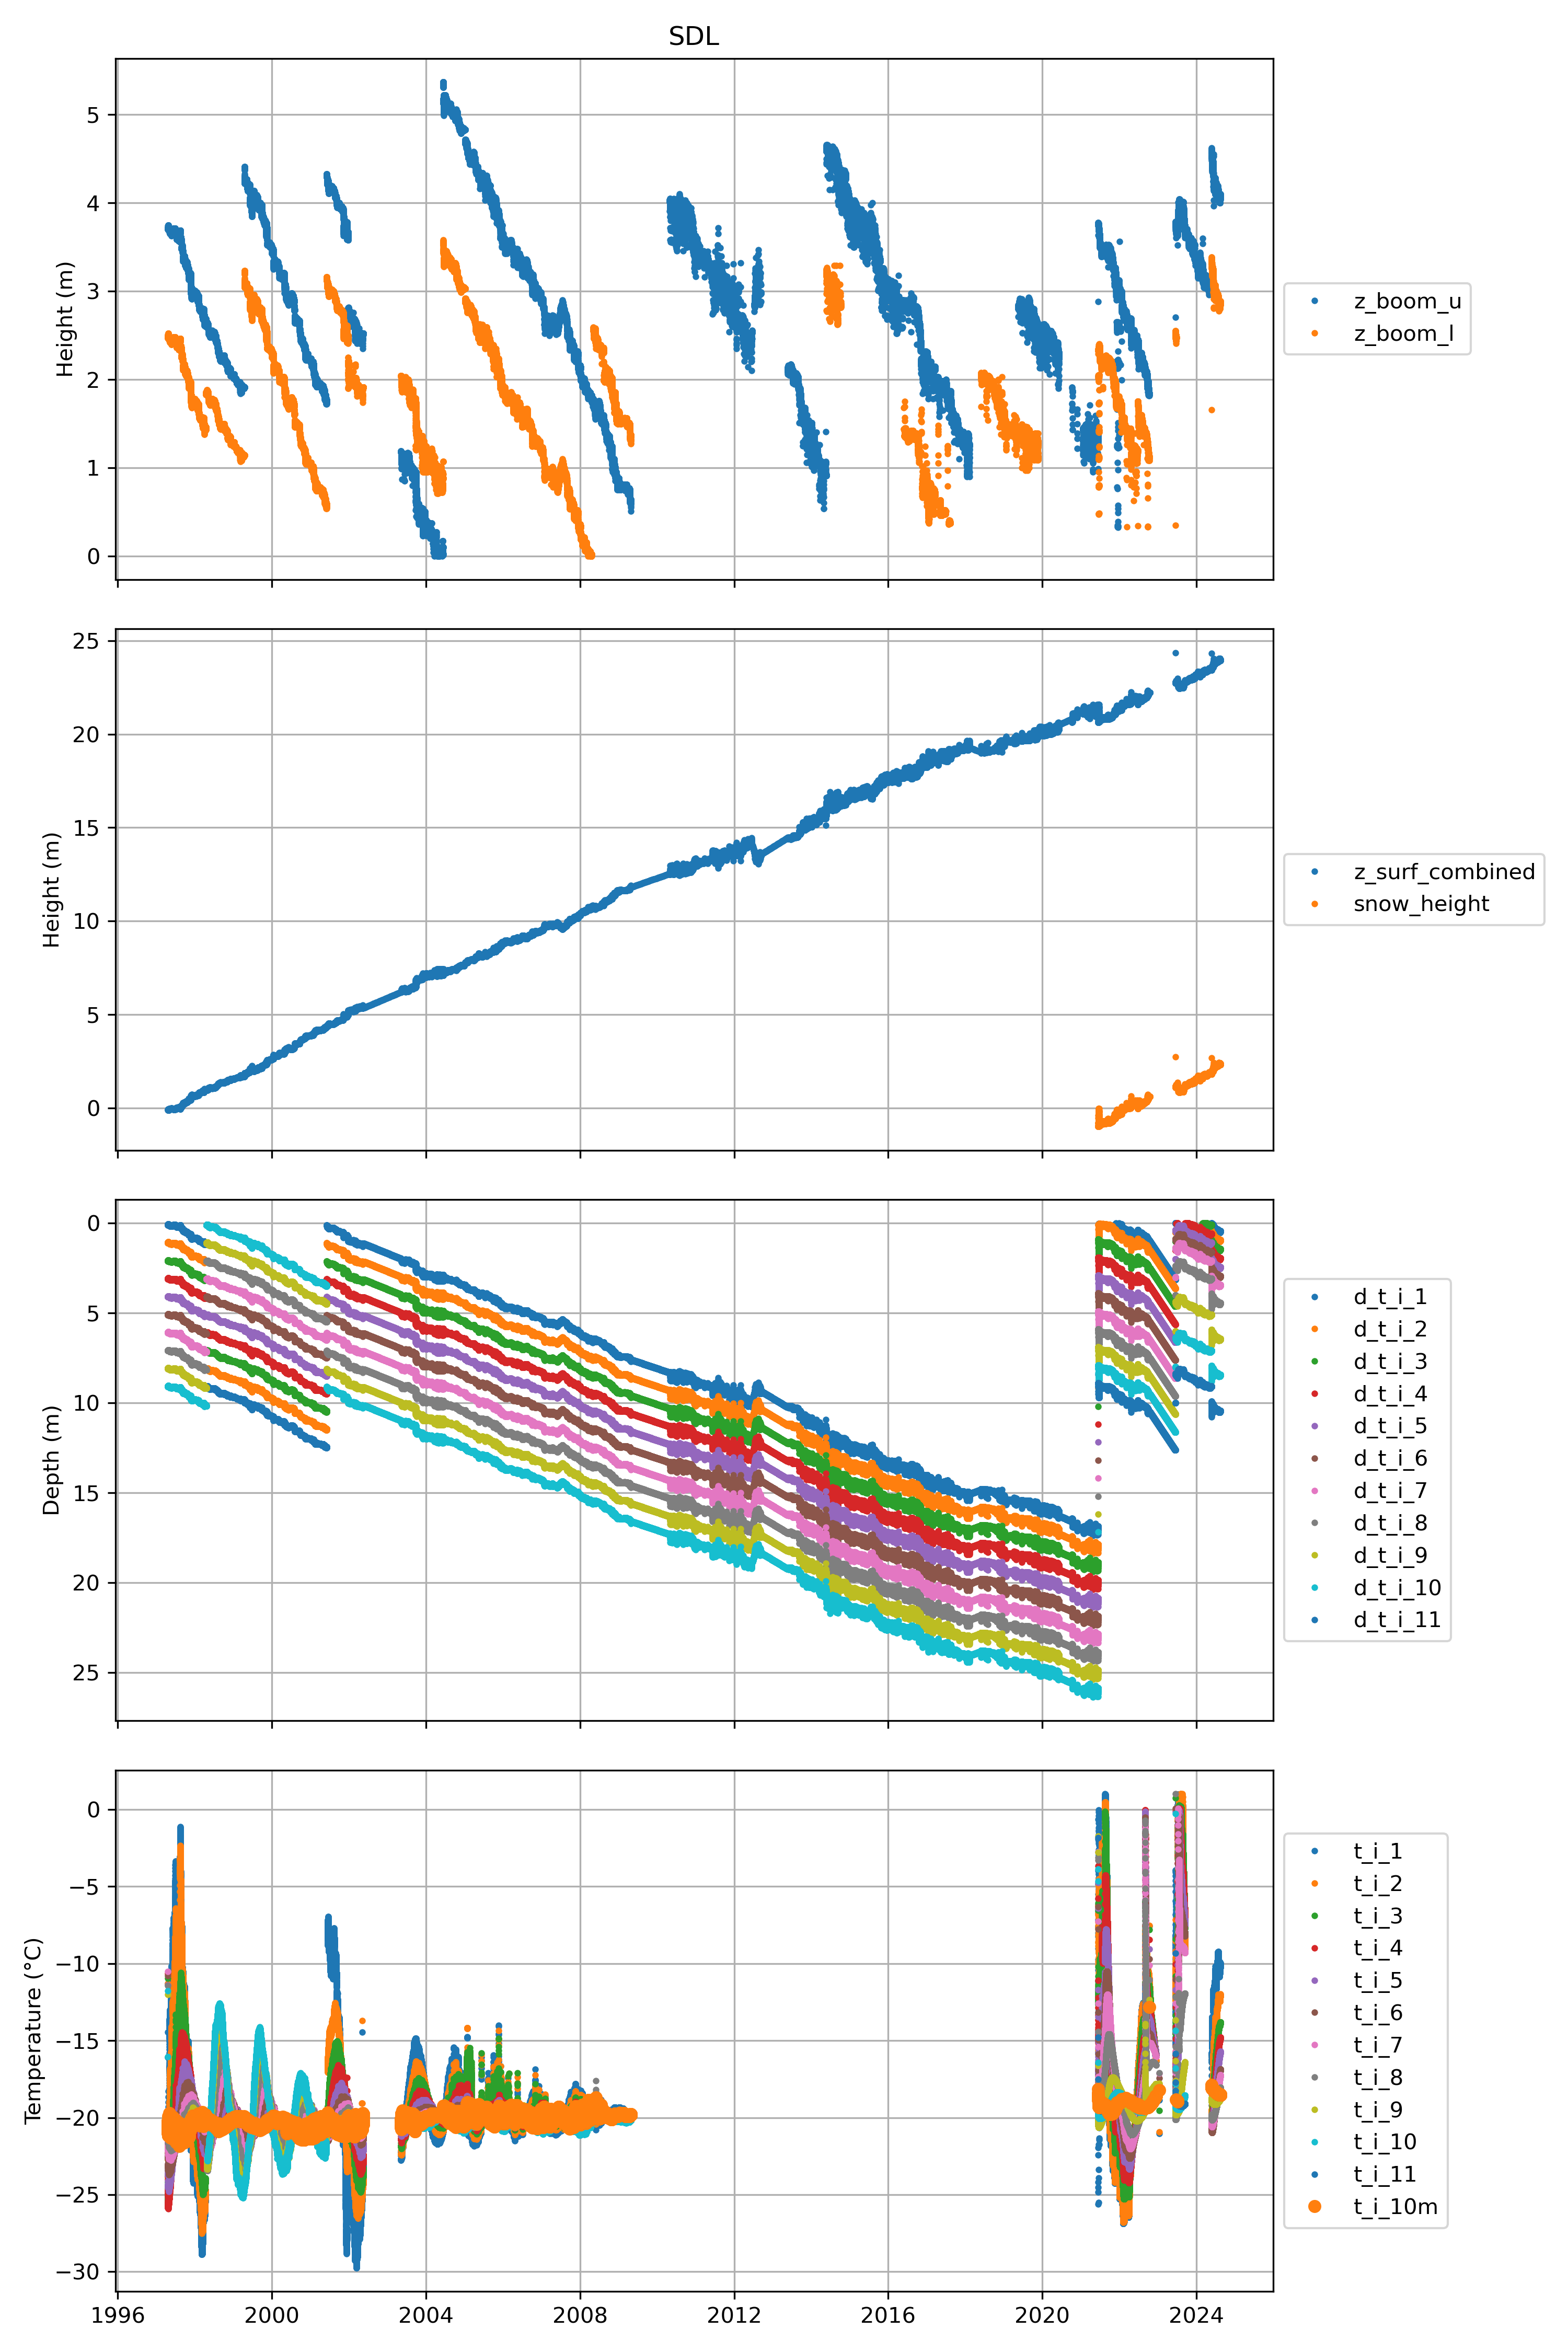 SDL
Height (m)
5
4
3
2
1
0
z_boom_u
z_boom_l
Height (m)
25
20
15
10
5
0
z_surf_combined
snow_height
Depth (m)
0
5
10
15
20
25
d_t_i_1
d_t_i_2
d_t_i_3
d_t_i_4
d_t_i_5
d_t_i_6
d_t_i_7
d_t_i_8
d_t_i_9
d_t_i_10
d_t_i_11
Temperature (°C)
0
−5
−10
−15
−20
−25
−30
t_i_1
t_i_2
t_i_3
t_i_4
t_i_5
t_i_6
t_i_7
t_i_8
t_i_9
t_i_10
t_i_11
t_i_10m
1996 2000 2004 2008 2012 2016 2020 2024